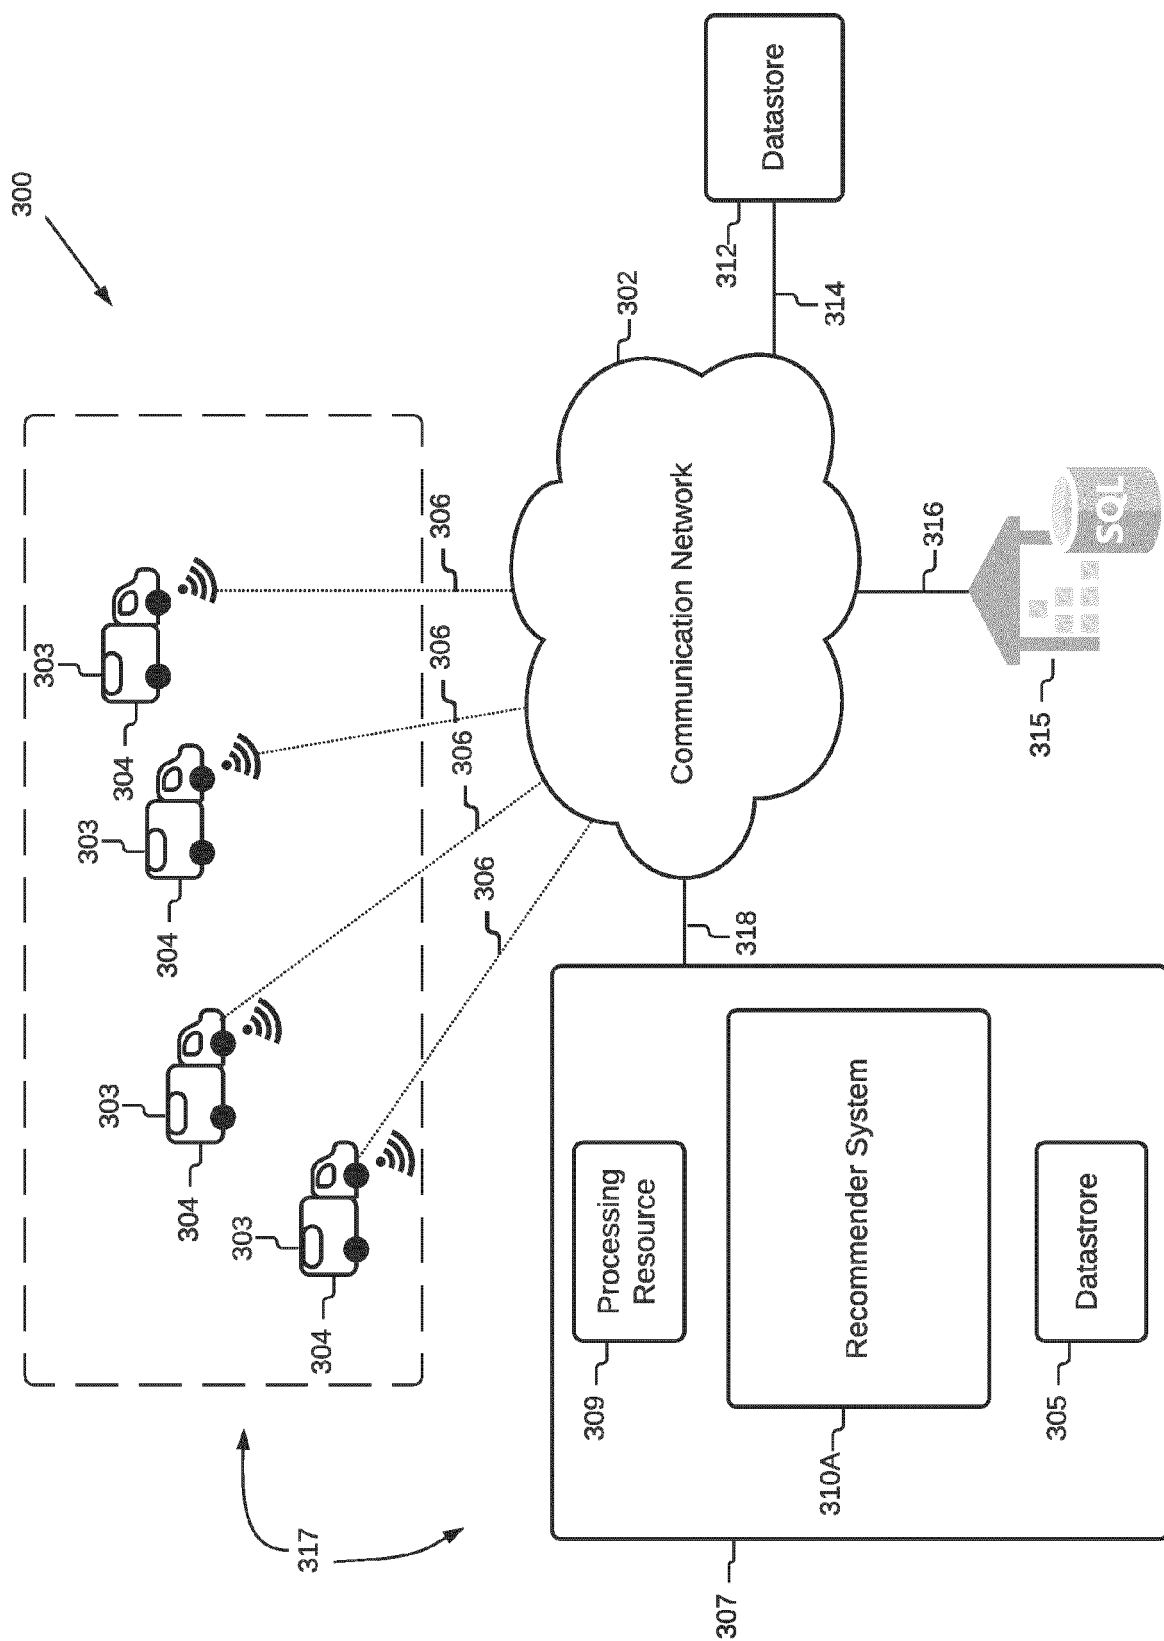 300
303
303
303
304
304
304
303
317
304
306
306
306
306
309
Processing
Resource
302
Communication Network
307
312
318
Datastore
310A
314
Recommender System
316
315
305
Datastrore
SQL